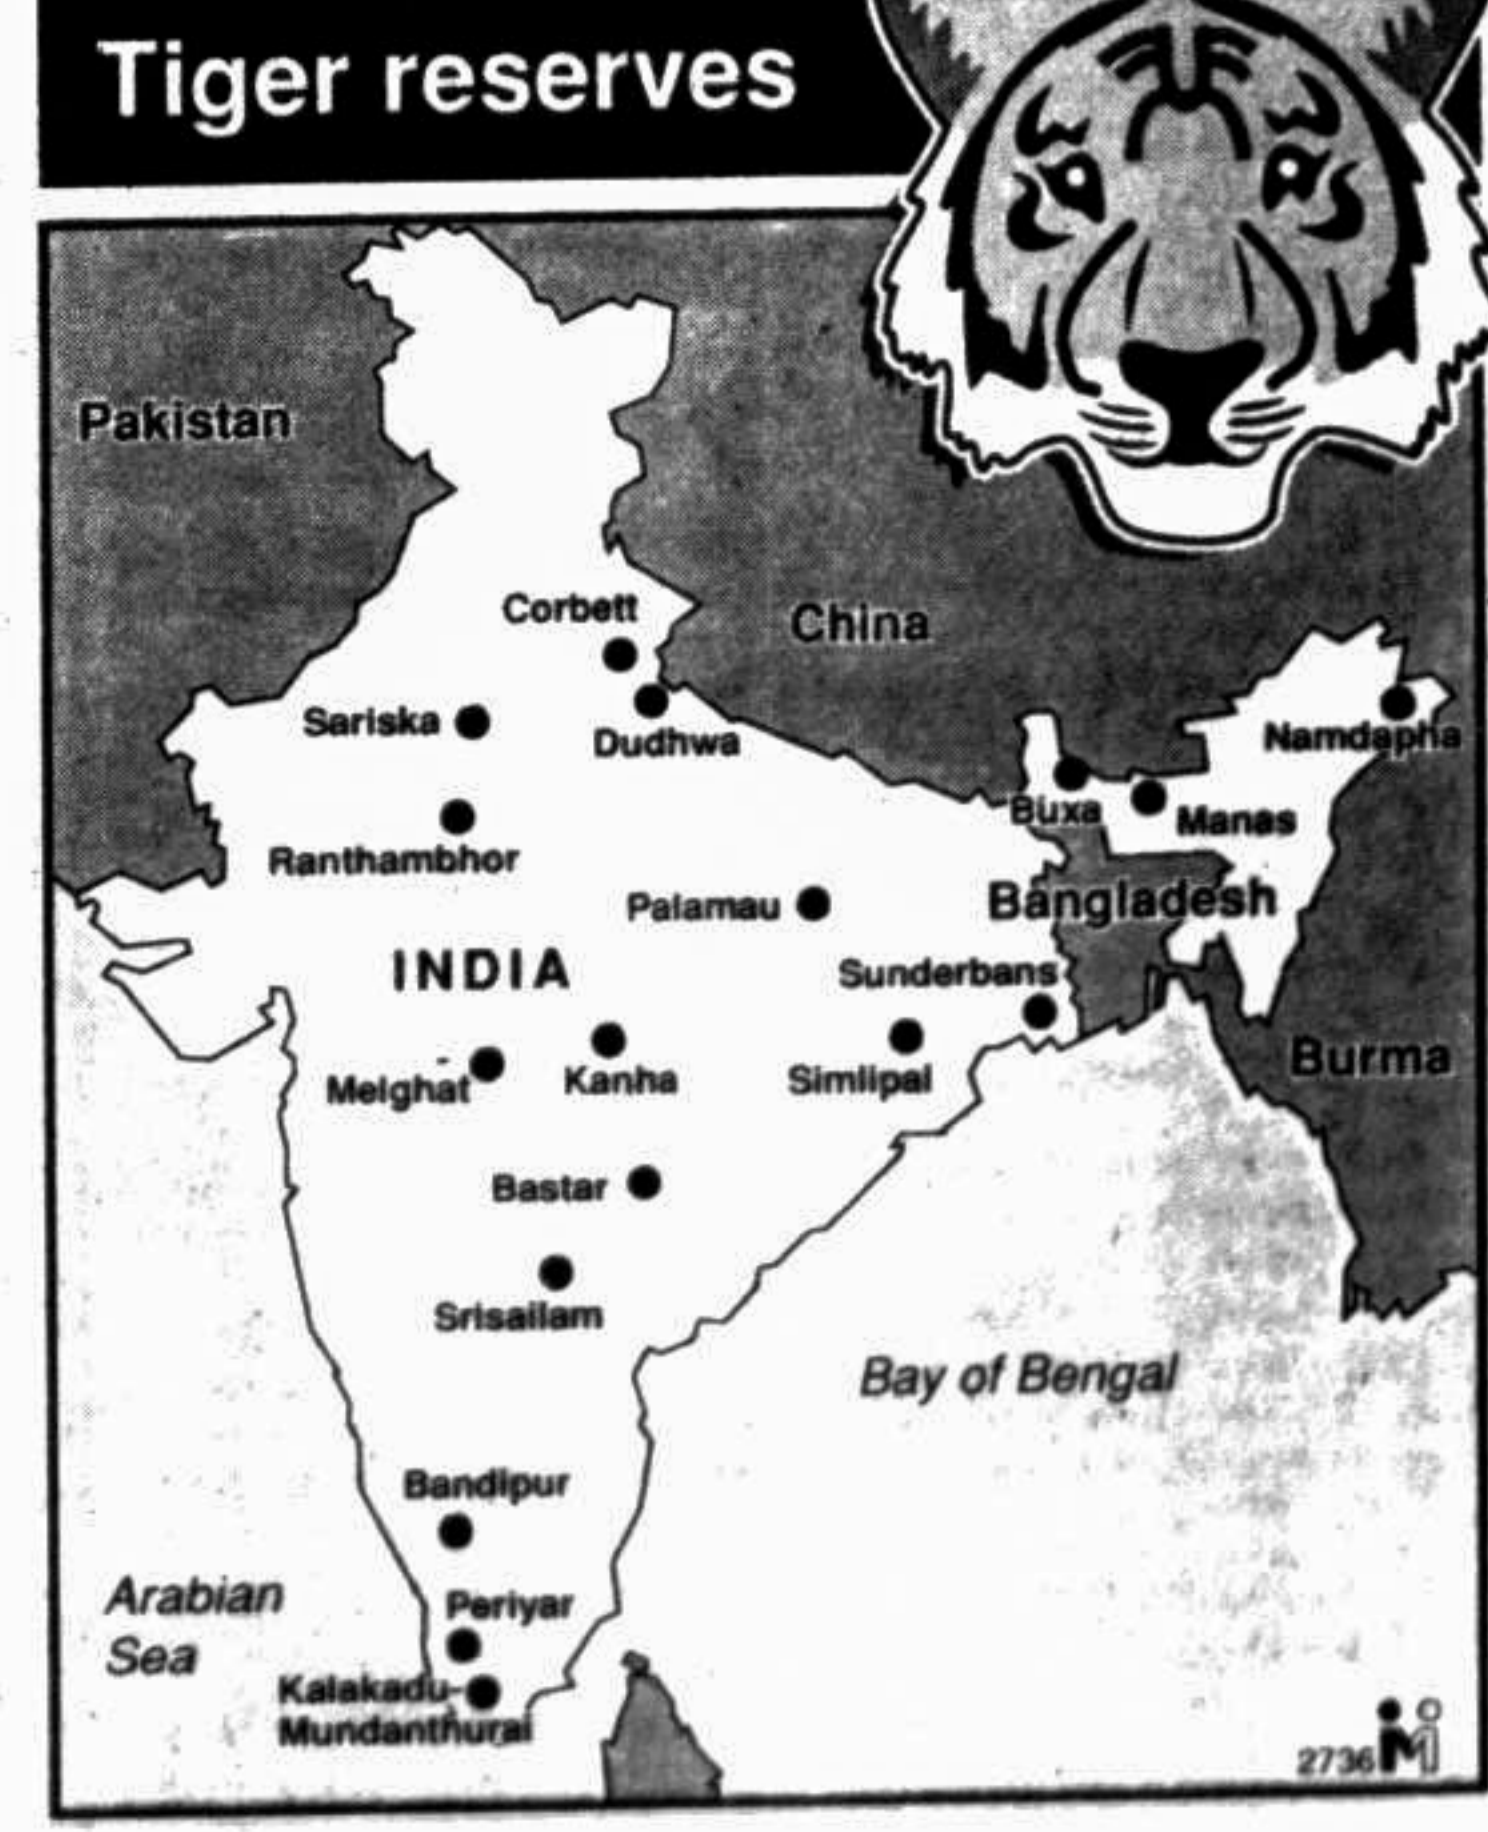 Tiger reserves
Pakistan
Corbett
China
Sariska
Dudhwa
Namdapha
Buxa
Manas
Ranthambhor
Palamau
Bangladesh
INDIA
Sunderbans
Melghat
Kanha
Simlipal
Burma
Bastar
Srisailam
Bay of Bengal
Bandipur
Arabian
Sea
Periyar
Kalakadu-
Mundanthurai
2736